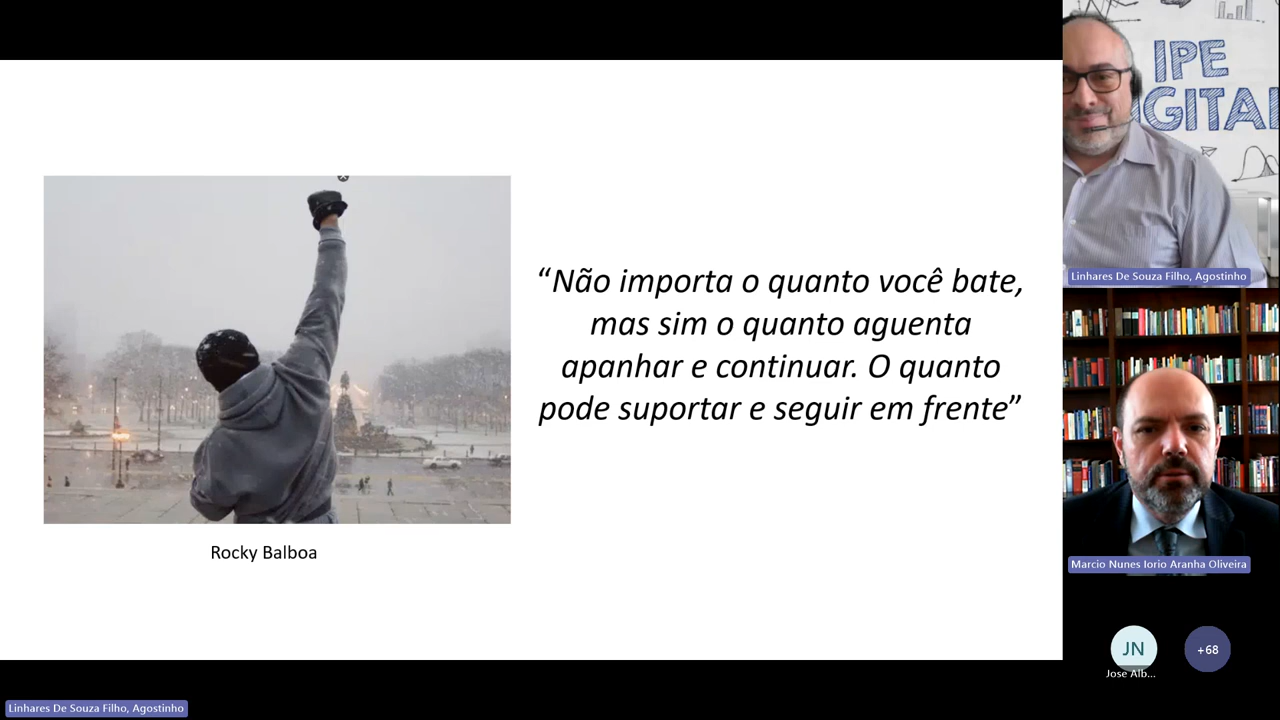 “Não importa o quanto você bate,
mas sim o quanto aguenta
apanhar e continuar. O quanto
pode suportar e seguir em frente”
Rocky Balboa
IPE
IGITAL
Linhares De Souza Filho, Agostinho
Marcio Nunes Iorio Aranha Oliveira
JN
+68
Jose Alb...
Linhares De Souza Filho, Agostinho